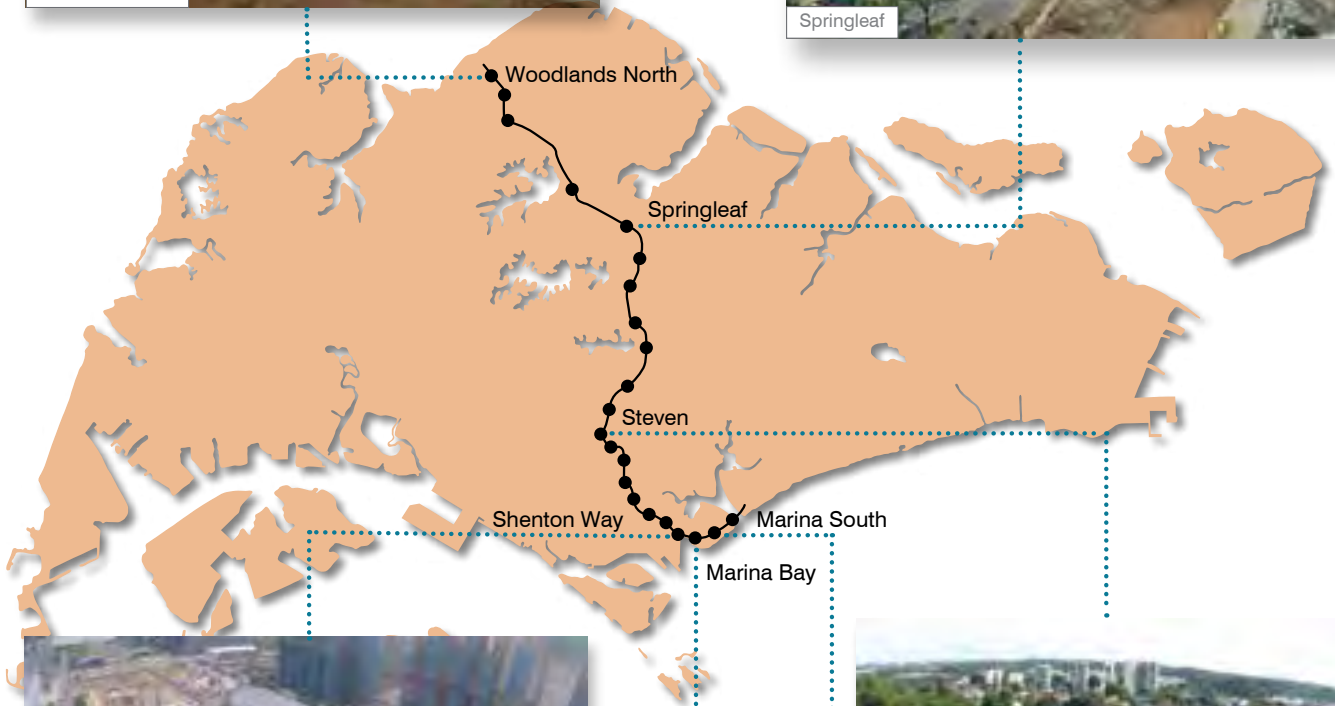 Springleaf
Woodlands North
Springleaf
Steven
Shenton Way
Marina South
Marina Bay